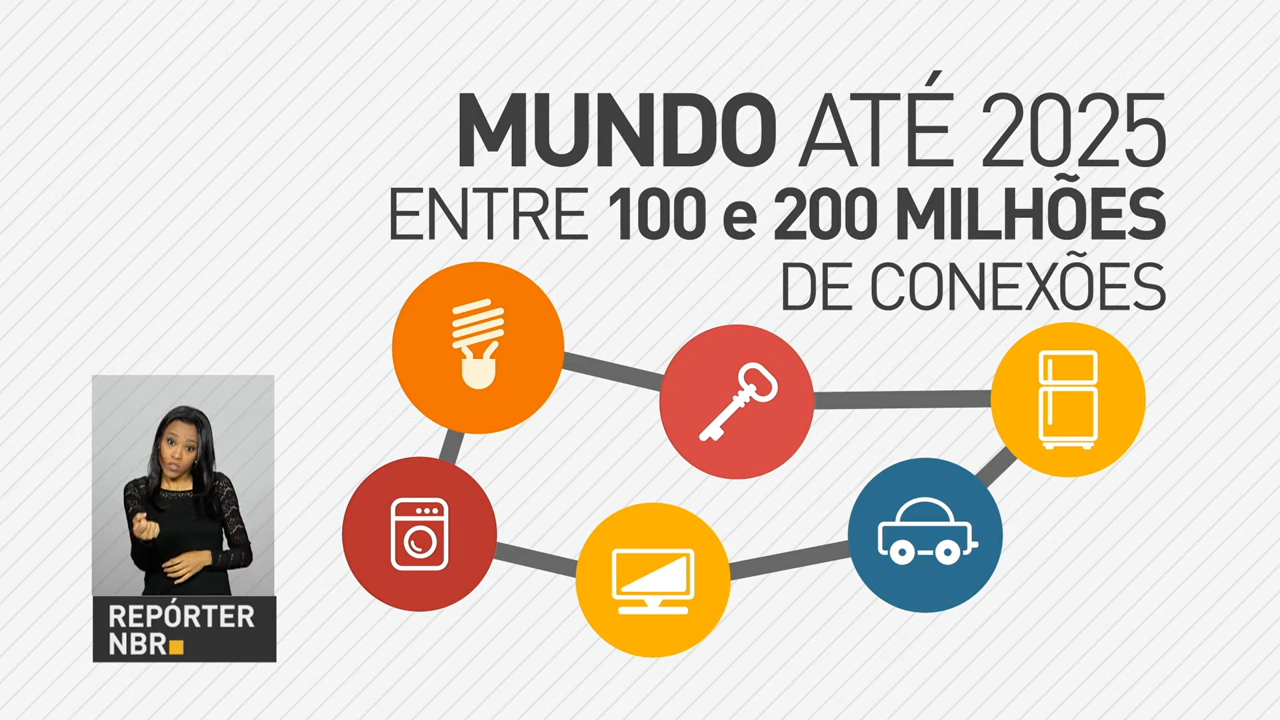 MUNDO ATÉ 2025
ENTRE 100 e 200 MILHÕES
DE CONEXÕES
REPÓRTER
NBR